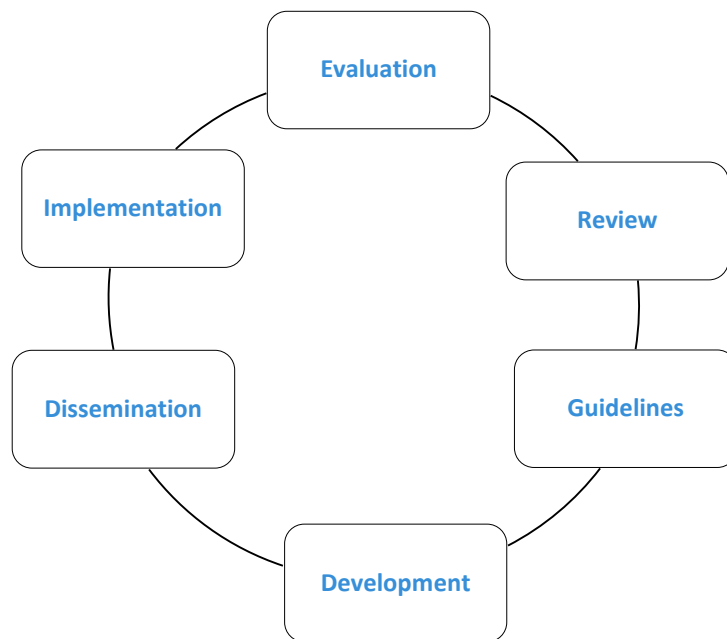 Evaluation
Review
Guidelines
Development
Dissemination
Implementation